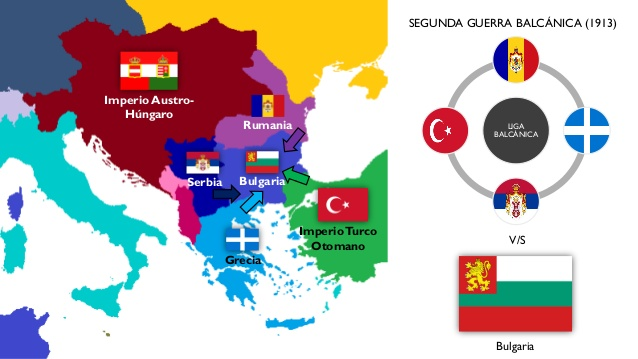 SEGUNDA GUERRA BALCÁNICA (1913)
Imperio Austro-
Húngaro
Rumania
Serbia
Bulgaria
Imperio Turco
Otomano
Grecia
LIGA
BALCÁNICA
V/S
Bulgaria